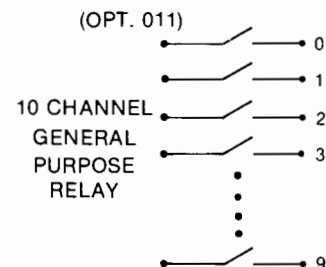 (OPT. 011)
0
1
10 CHANNEL
2
GENERAL
3
PURPOSE
RELAY
9